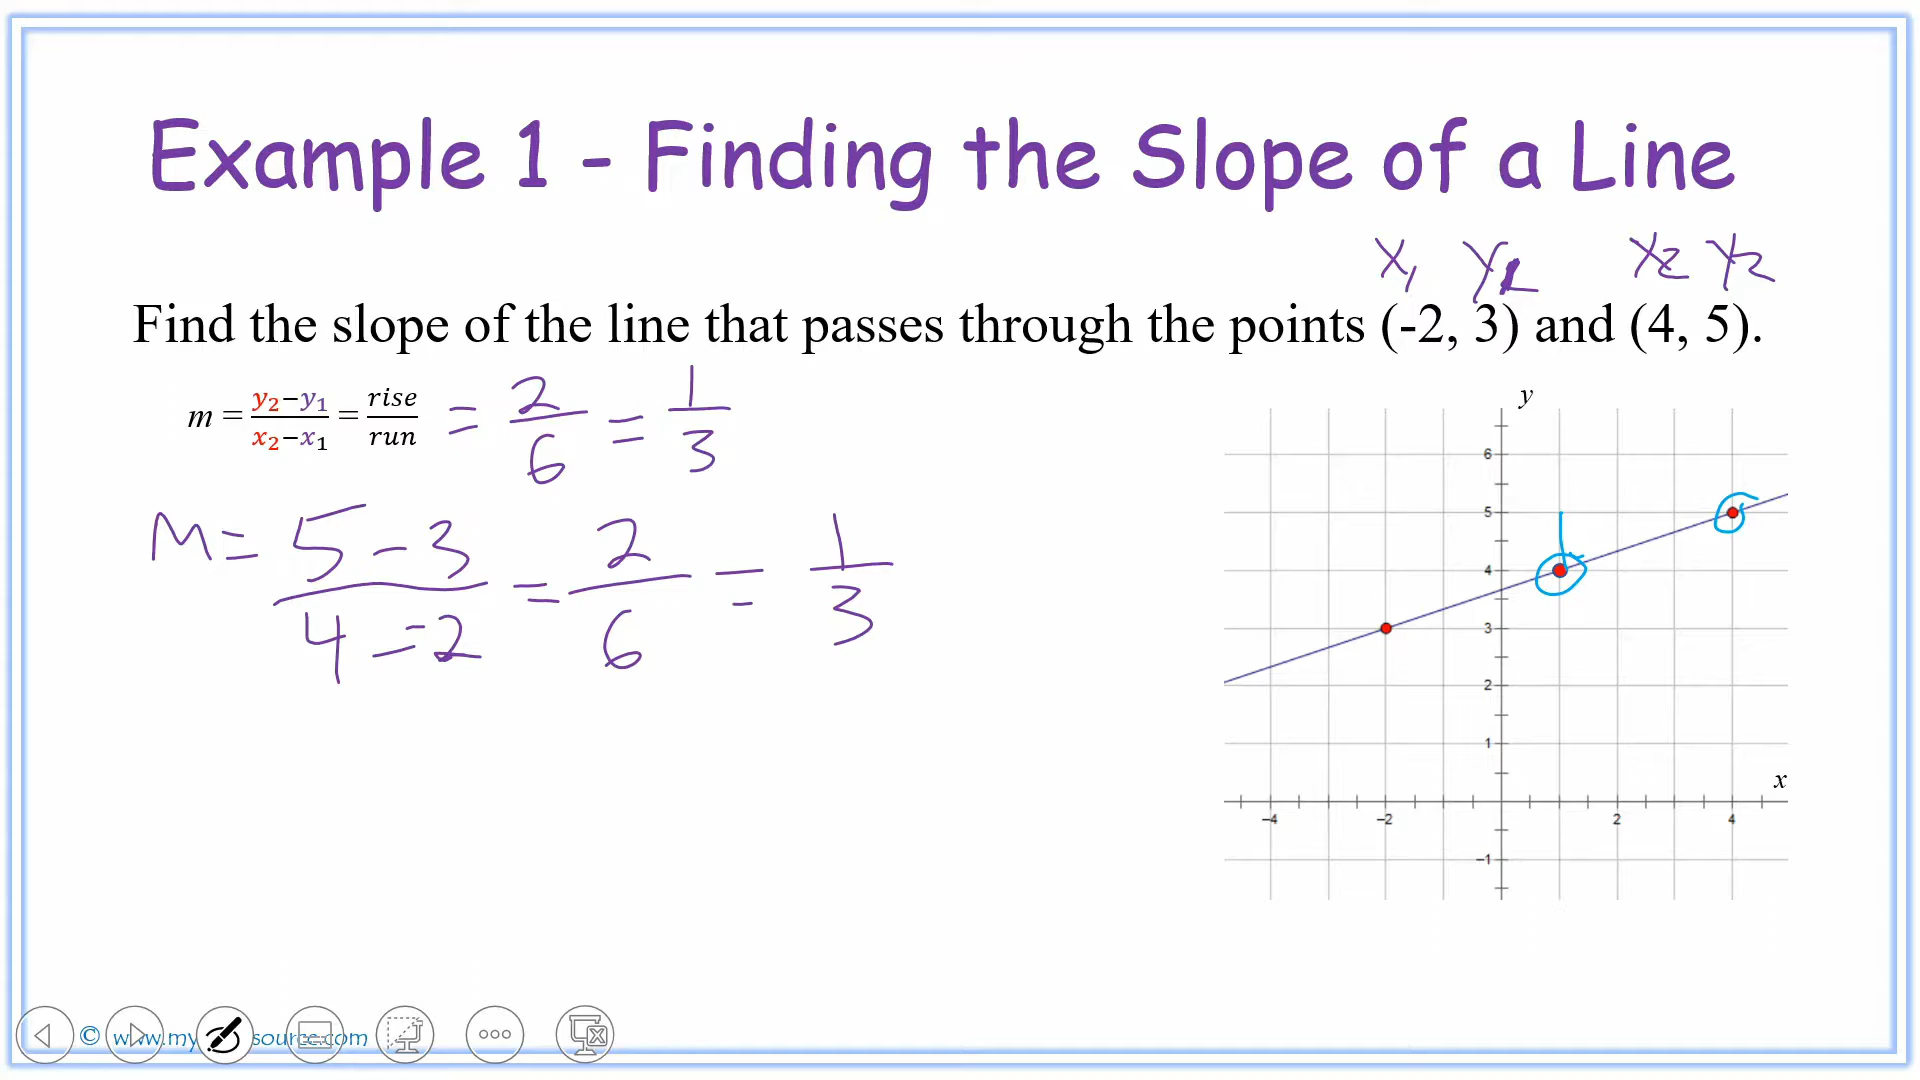 Example 1 - Finding the Slope of a Line
x₁ y₁ x₂ y₂
Find the slope of the line that passes through the points (-2, 3) and (4, 5).
m = y₂−y₁/x₂−x₁ = rise/run = 2/6 = 1/3
M = 5 - 3/4 - -2 = 2/6 = 1/3
y
6
5
4
3
2
1
x
-4 -2 2 4
-1
© www.my source.com